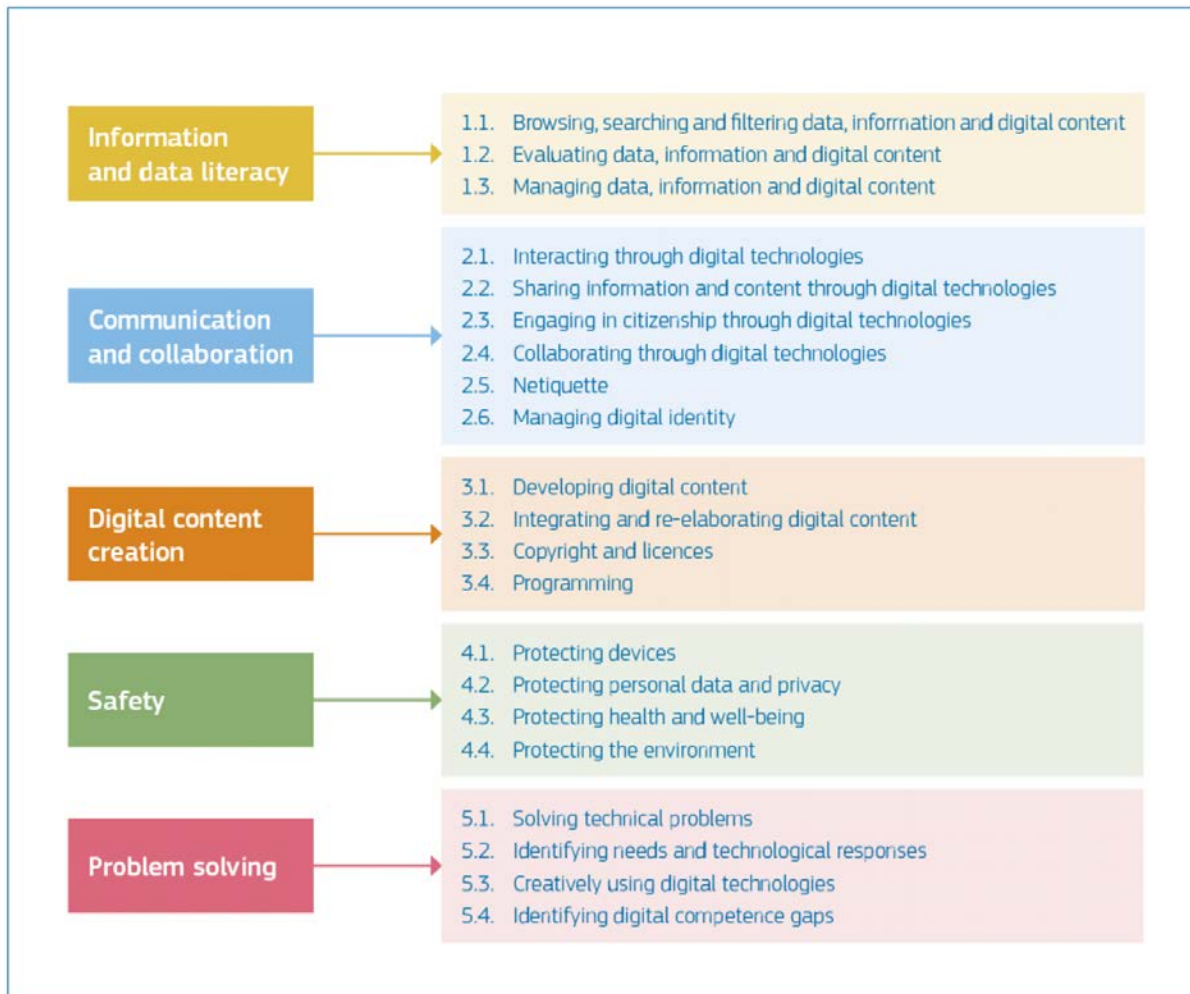 Information
and data literacy
1.1. Browsing, searching and filtering data, information and digital content
1.2. Evaluating data, information and digital content
1.3. Managing data, information and digital content
Communication
and collaboration
2.1. Interacting through digital technologies
2.2. Sharing information and content through digital technologies
2.3. Engaging in citizenship through digital technologies
2.4. Collaborating through digital technologies
2.5. Netiquette
2.6. Managing digital identity
Digital content
creation
3.1. Developing digital content
3.2. Integrating and re-elaborating digital content
3.3. Copyright and licences
3.4. Programming
Safety
4.1. Protecting devices
4.2. Protecting personal data and privacy
4.3. Protecting health and well-being
4.4. Protecting the environment
Problem solving
5.1. Solving technical problems
5.2. Identifying needs and technological responses
5.3. Creatively using digital technologies
5.4. Identifying digital competence gaps